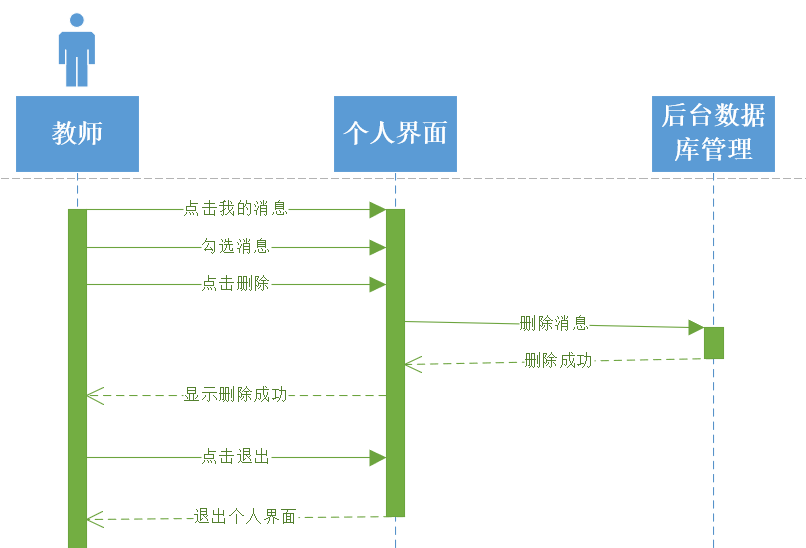 教师
个人界面
后台数据
库管理
点击我的消息
勾选消息
点击删除
删除消息
删除成功
显示删除成功
点击退出
退出个人界面